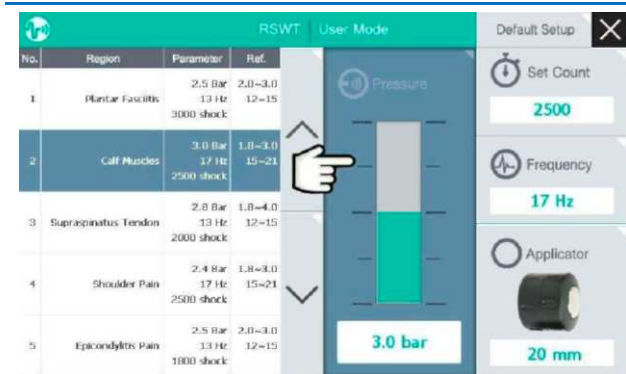 RSWT User Mode
Default Setup
No. Region Parameter Ref.
1 Plantar Fasciitis
2.5 Bar 2.0~3.0
13 Hz 12~15
3000 shock
2 Calf Muscles
3.0 Bar 1.8~3.0
17 Hz 15~21
2500 shock
3 Supraspinatus Tendon
2.8 Bar 1.8~4.0
13 Hz 12~15
2000 shock
4 Shoulder Pain
2.4 Bar 1.8~3.0
17 Hz 15~21
2500 shock
5 Epicondylitis Pain
2.5 Bar 2.0~3.0
13 Hz 12~15
1800 shock
Pressure
3.0 bar
Set Count
2500
Frequency
17 Hz
Applicator
20 mm